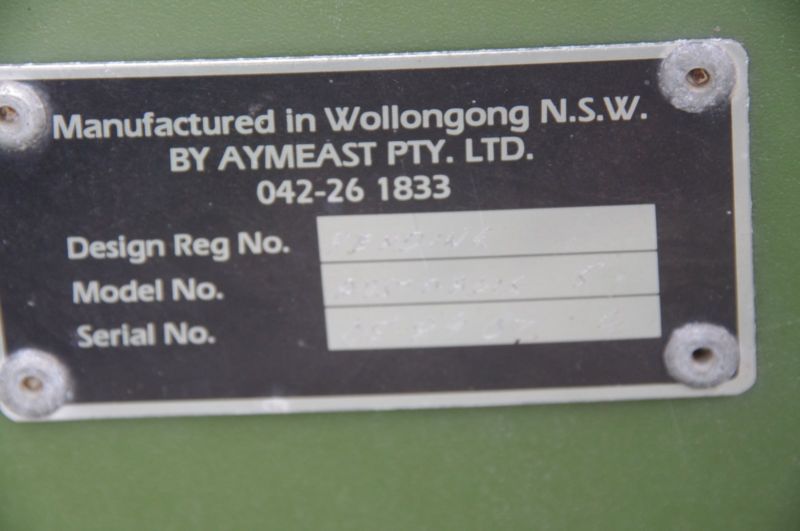 Manufactured in Wollongong N.S.W.
BY AYMEAST PTY. LTD.
042-26 1833
Design Reg No.
Model No.
Serial No.